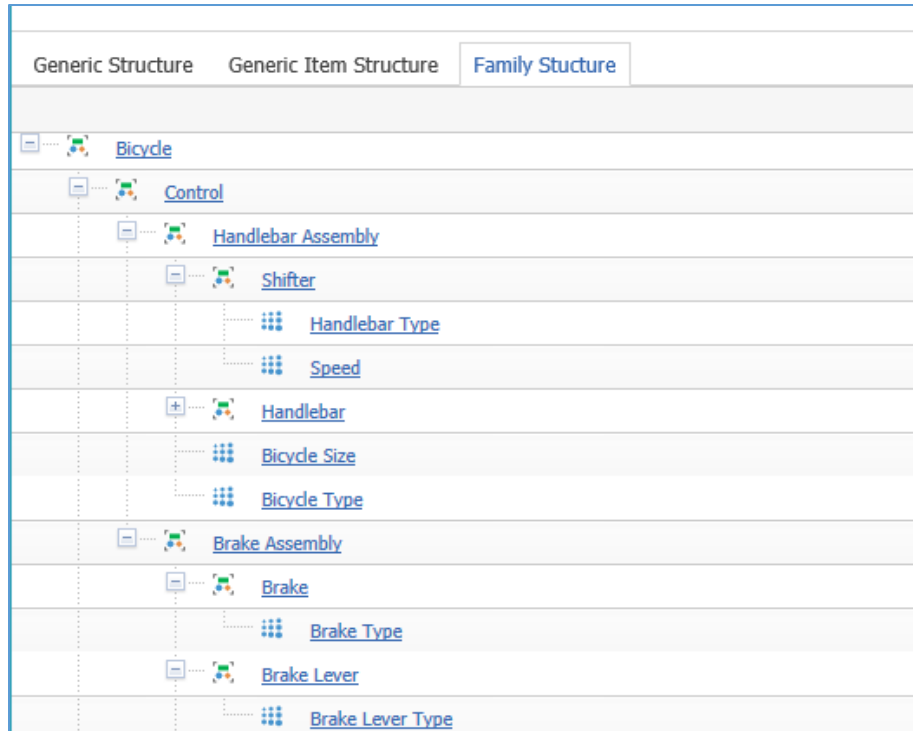 Generic Structure Generic Item Structure Family Stucture
Bicycle
Control
Handlebar Assembly
Shifter
Handlebar Type
Speed
Handlebar
Bicycle Size
Bicycle Type
Brake Assembly
Brake
Brake Type
Brake Lever
Brake Lever Type